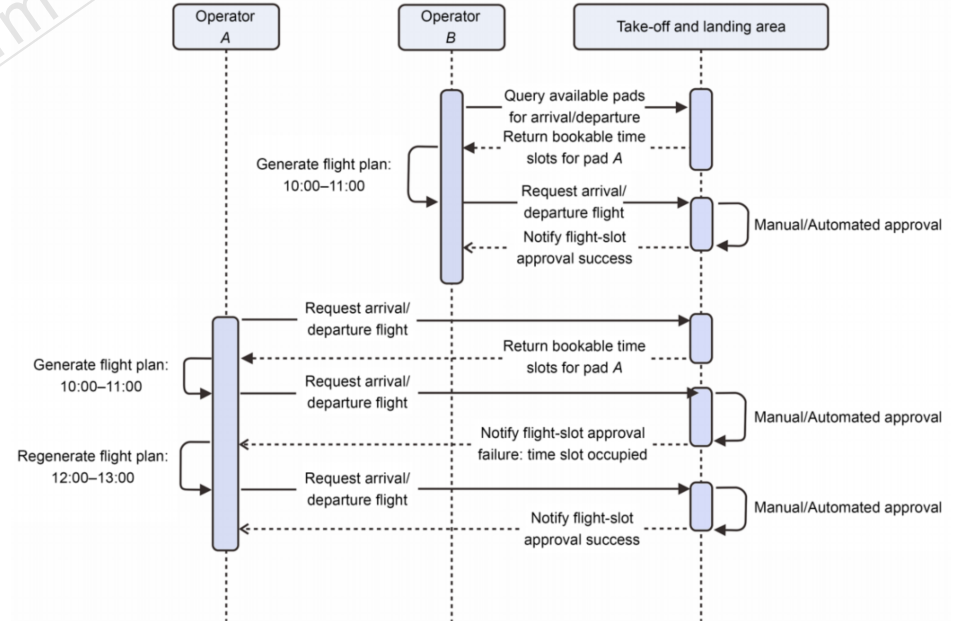 Operator
A
Operator
B
Take-off and landing area
Query available pads
for arrival/departure
Return bookable time
slots for pad A
Generate flight plan:
10:00–11:00
Request arrival/
departure flight
Manual/Automated approval
Notify flight-slot
approval success
Request arrival/
departure flight
Return bookable time
slots for pad A
Generate flight plan:
10:00–11:00
Request arrival/
departure flight
Manual/Automated approval
Notify flight-slot approval
failure: time slot occupied
Regenerate flight plan:
12:00–13:00
Request arrival/
departure flight
Manual/Automated approval
Notify flight-slot
approval success